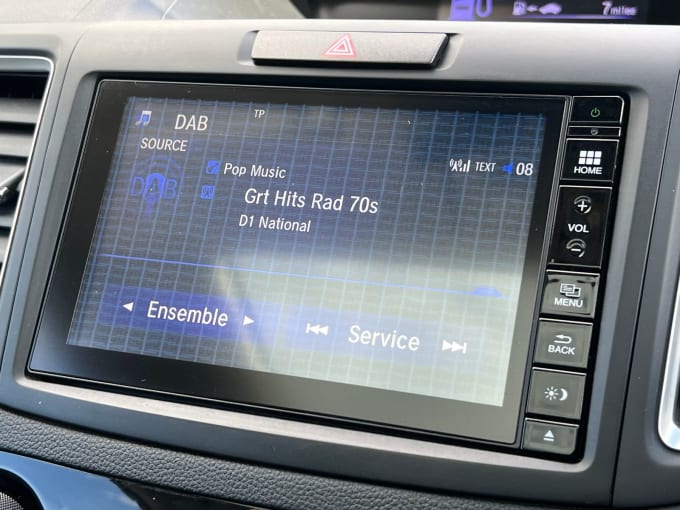 7 miles
DAB
TP
SOURCE
Pop Music
TEXT
08
DAB
Grt Hits Rad 70s
D1 National
Ensemble
Service
HOME
VOL
MENU
BACK